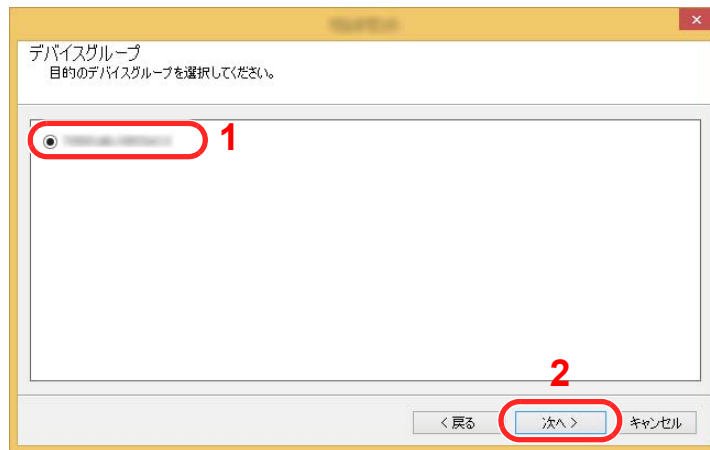 デバイスグループ
目的のデバイスグループを選択してください。
1
2
< 戻る
次へ >
キャンセル